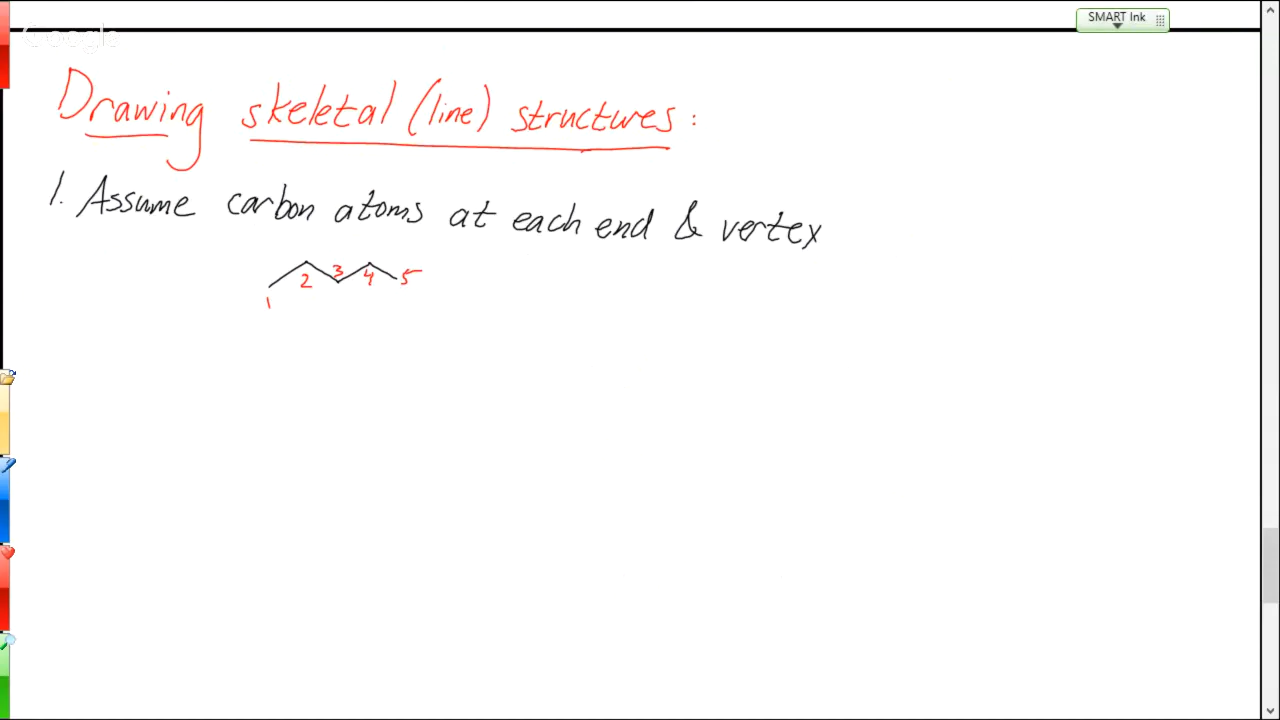 Google
SMART Ink
Drawing skeletal (line) structures:
1. Assume carbon atoms at each end & vertex
1 2 3 4 5